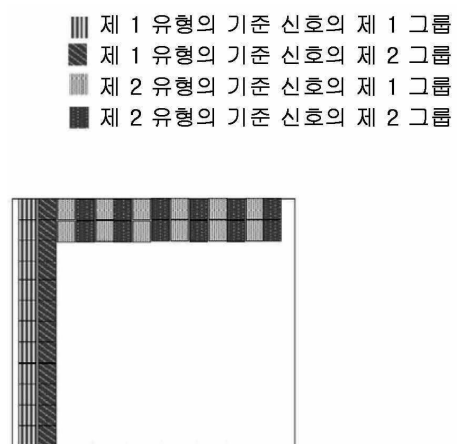 제 1 유형의 기준 신호의 제 1 그룹
제 1 유형의 기준 신호의 제 2 그룹
제 2 유형의 기준 신호의 제 1 그룹
제 2 유형의 기준 신호의 제 2 그룹